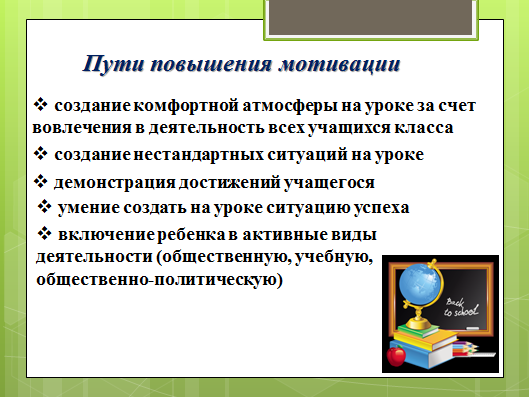 Пути повышения мотивации
❖ создание комфортной атмосферы на уроке за счет
вовлечения в деятельность всех учащихся класса
❖ создание нестандартных ситуаций на уроке
❖ демонстрация достижений учащегося
❖ умение создать на уроке ситуацию успеха
❖ включение ребенка в активные виды
деятельности (общественную, учебную,
общественно-политическую)
Back
to school